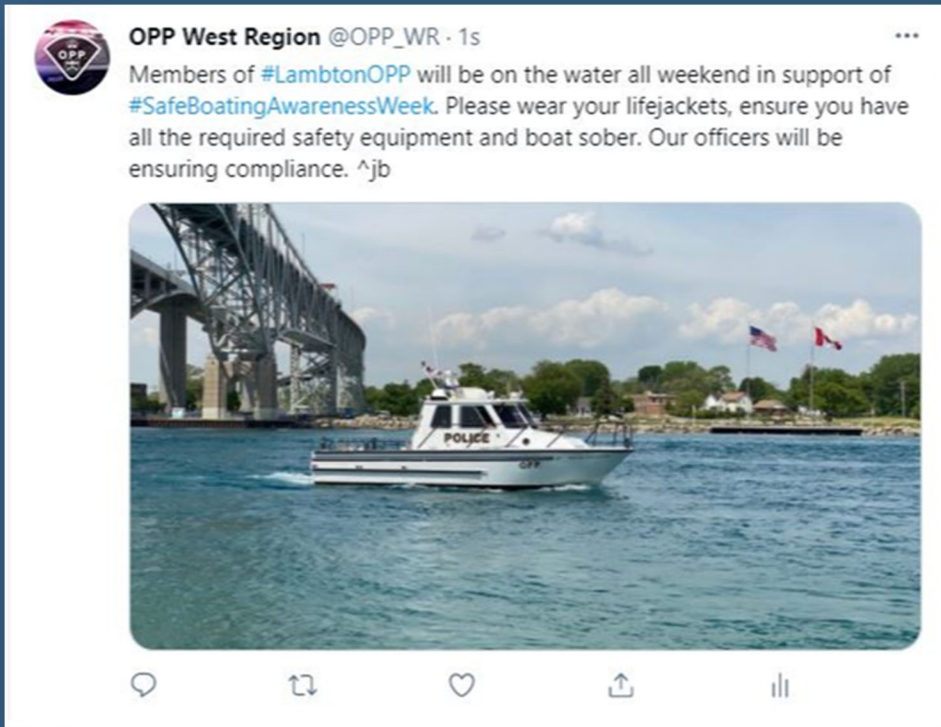 OPP
OPP West Region @OPP_WR · 1s
Members of #LambtonOPP will be on the water all weekend in support of
#SafeBoatingAwarenessWeek. Please wear your lifejackets, ensure you have
all the required safety equipment and boat sober. Our officers will be
ensuring compliance. ^jb
POLICE
OPP